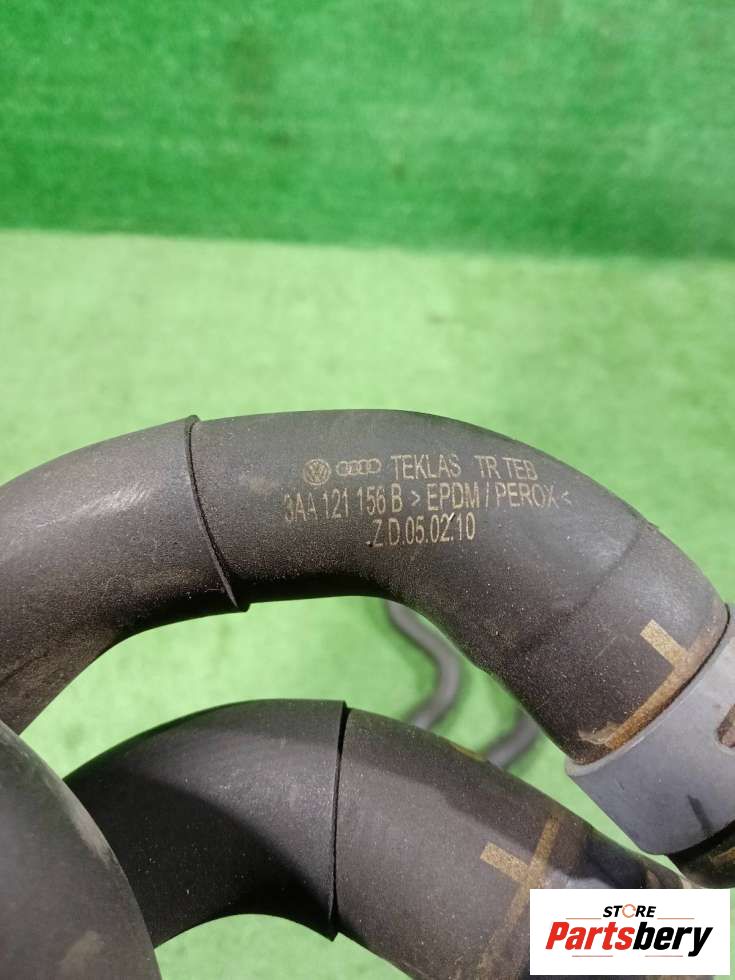 TEKLAS TR TEB
3AA 121 156 B > EPDM / PEROX <
Z.D.05.02.10
STORE
Partsbery